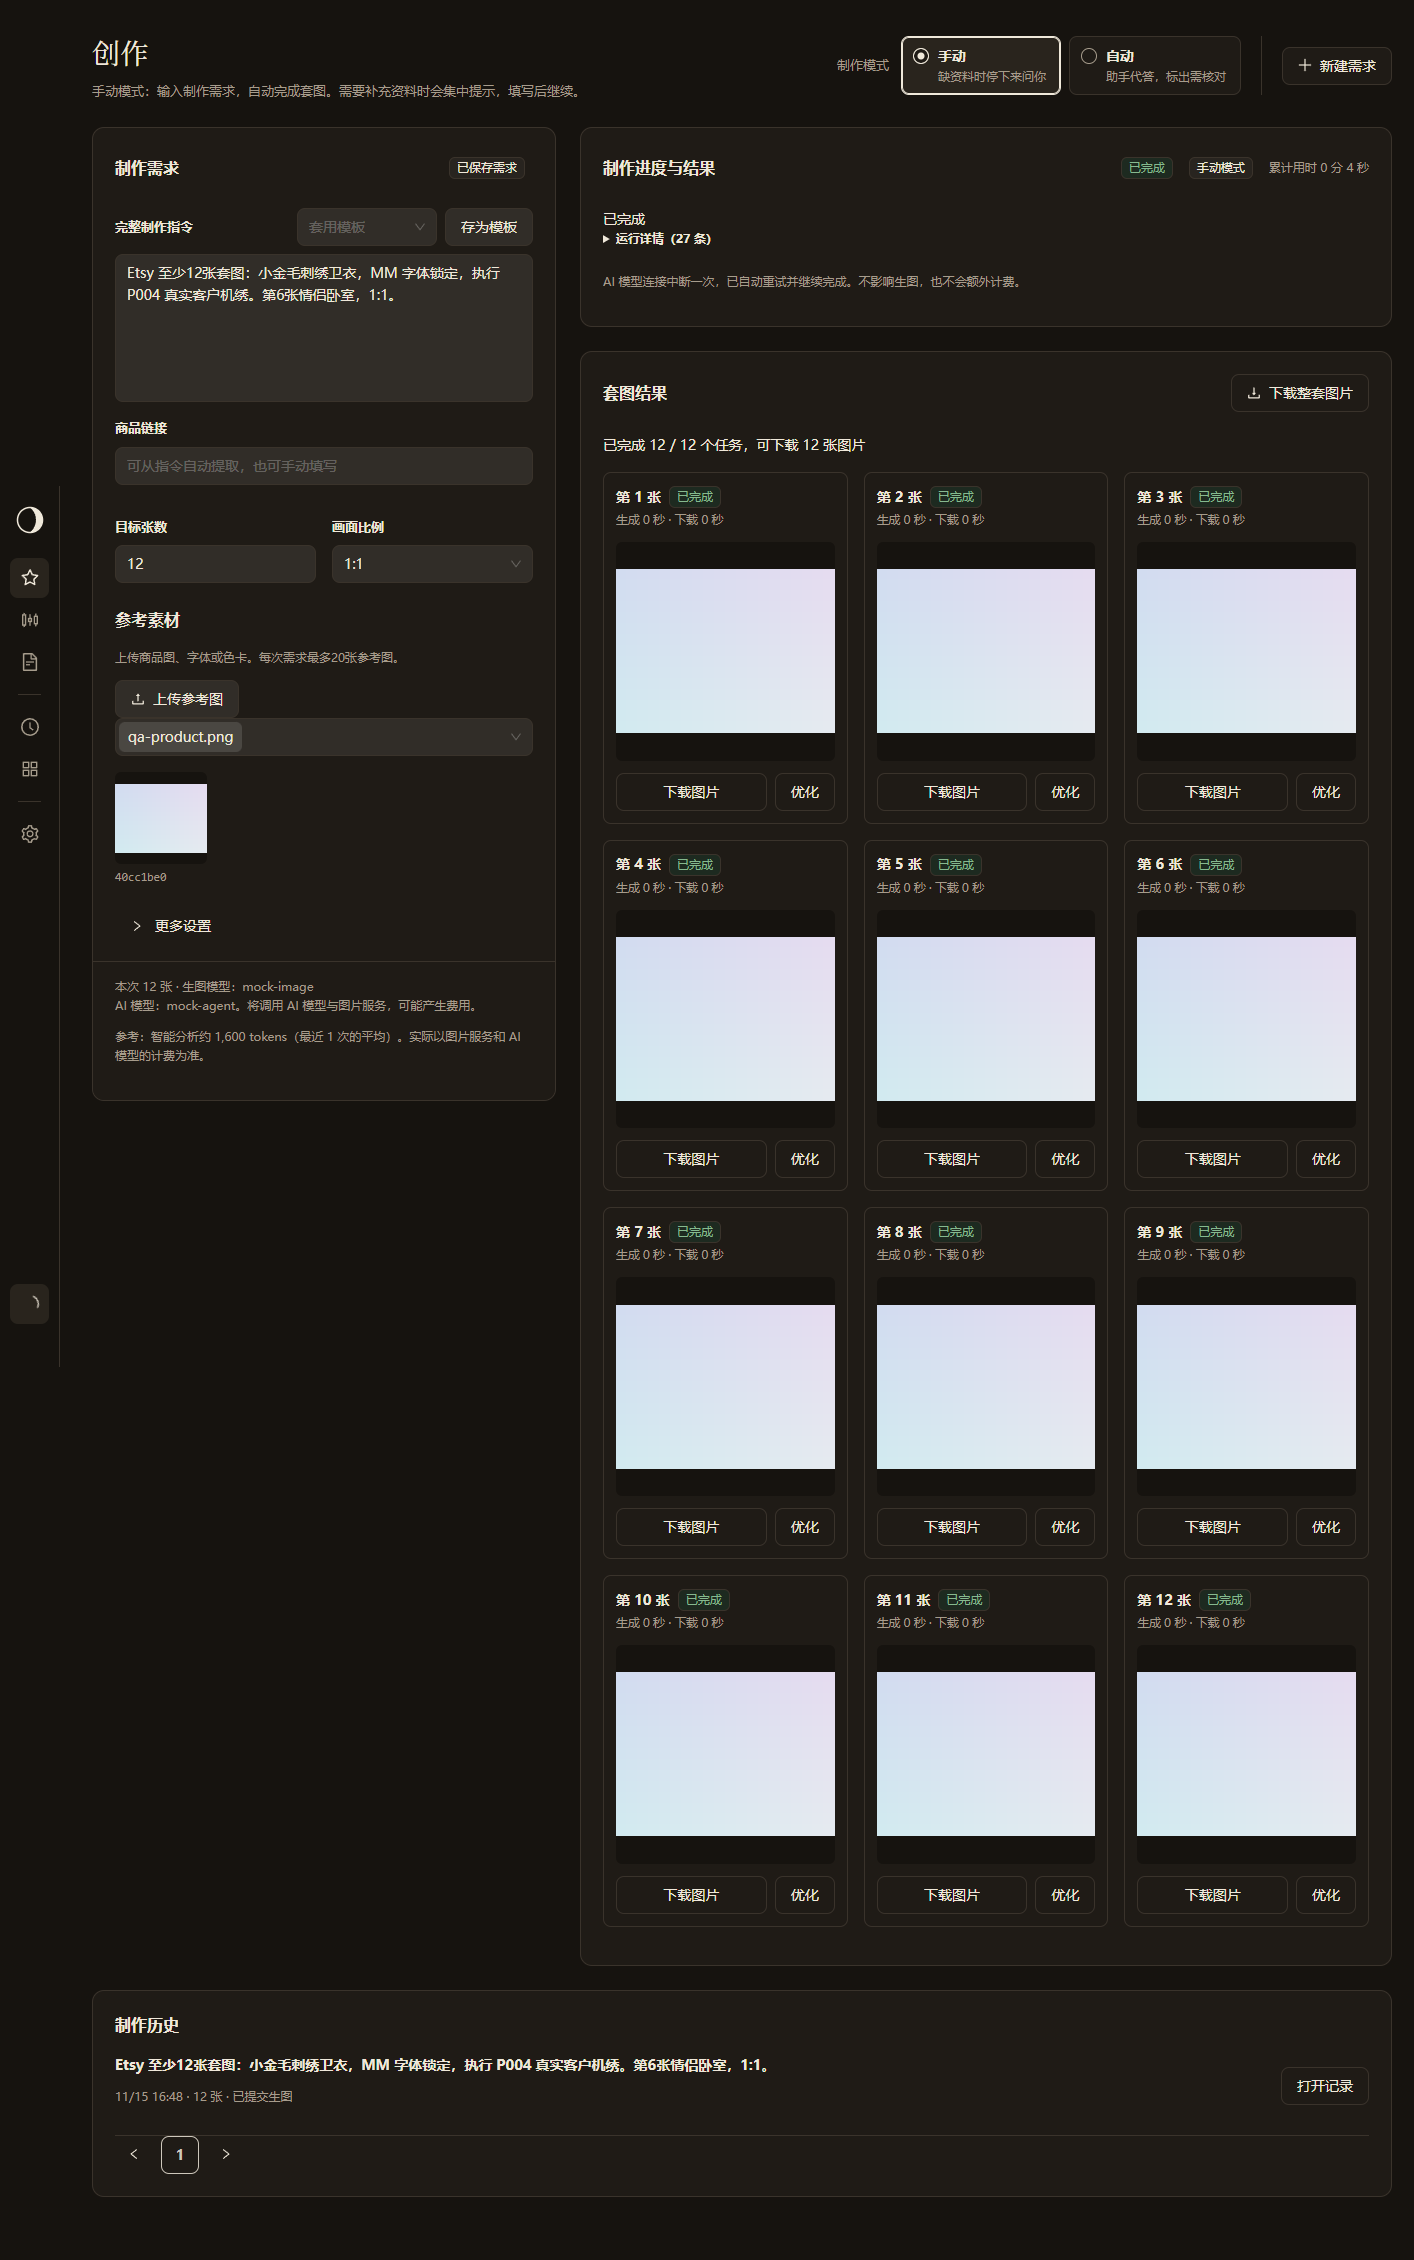 创作
手动模式：输入制作需求，自动完成套图。需要补充资料时会集中提示，填写后继续。
制作模式
手动
缺资料时停下来问你
自动
助手代答，标出需核对
新建需求
制作需求
已保存需求
完整制作指令
套用模板
存为模板
Etsy 至少12张套图：小金毛刺绣卫衣，MM 字体锁定，执行
P004 真实客户机绣。第6张情侣卧室，1:1。
商品链接
可从指令自动提取，也可手动填写
目标张数
画面比例
12
1:1
参考素材
上传商品图、字体或色卡。每次需求最多20张参考图。
上传参考图
qa-product.png
40cc1be0
更多设置
本次 12 张 · 生图模型：mock-image
AI 模型：mock-agent。将调用 AI 模型与图片服务，可能产生费用。
参考：智能分析约 1,600 tokens（最近 1 次的平均）。实际以图片服务和 AI
模型的计费为准。
制作进度与结果
已完成
手动模式
累计用时 0 分 4 秒
已完成
运行详情（27 条）
AI 模型连接中断一次，已自动重试并继续完成。不影响生图，也不会额外计费。
套图结果
下载整套图片
已完成 12 / 12 个任务，可下载 12 张图片
第 1 张 已完成
生成 0 秒 · 下载 0 秒
下载图片 优化
第 2 张 已完成
生成 0 秒 · 下载 0 秒
下载图片 优化
第 3 张 已完成
生成 0 秒 · 下载 0 秒
下载图片 优化
第 4 张 已完成
生成 0 秒 · 下载 0 秒
下载图片 优化
第 5 张 已完成
生成 0 秒 · 下载 0 秒
下载图片 优化
第 6 张 已完成
生成 0 秒 · 下载 0 秒
下载图片 优化
第 7 张 已完成
生成 0 秒 · 下载 0 秒
下载图片 优化
第 8 张 已完成
生成 0 秒 · 下载 0 秒
下载图片 优化
第 9 张 已完成
生成 0 秒 · 下载 0 秒
下载图片 优化
第 10 张 已完成
生成 0 秒 · 下载 0 秒
下载图片 优化
第 11 张 已完成
生成 0 秒 · 下载 0 秒
下载图片 优化
第 12 张 已完成
生成 0 秒 · 下载 0 秒
下载图片 优化
制作历史
Etsy 至少12张套图：小金毛刺绣卫衣，MM 字体锁定，执行 P004 真实客户机绣。第6张情侣卧室，1:1。
11/15 16:48 · 12 张 · 已提交生图
打开记录
1